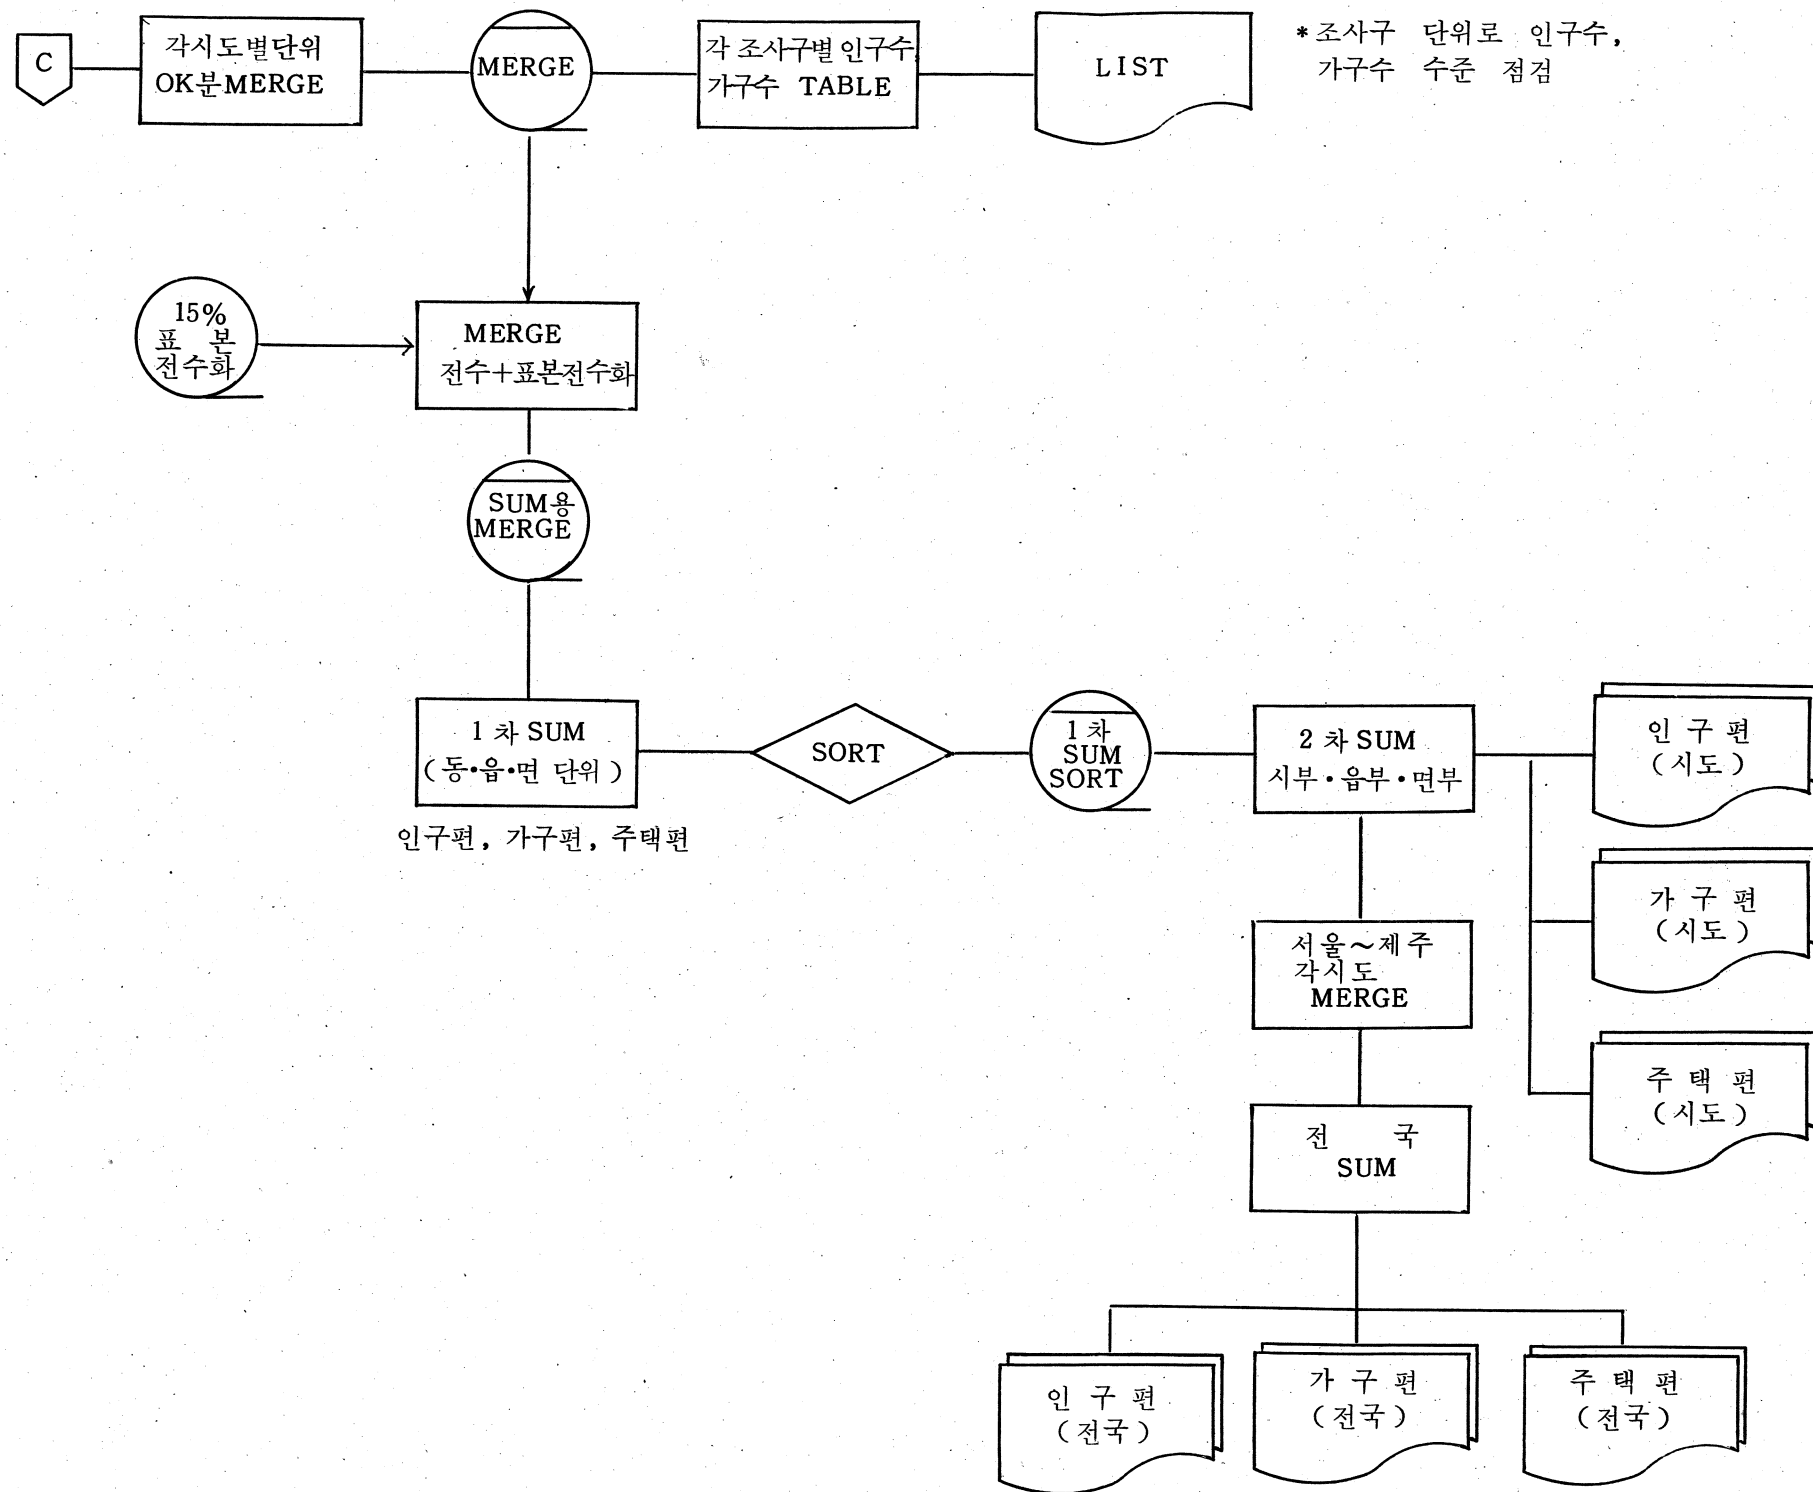 C
각시도별단위
OK분MERGE
MERGE
각 조사구별인구수
가구수 TABLE
LIST
*조사구 단위로 인구수,
가구수 수준 점검
15%
표 본
전수화
MERGE
전수+표본전수화
SUM용
MERGE
1차 SUM
(동•읍•면 단위)
인구편, 가구편, 주택편
SORT
1차
SUM
SORT
2차 SUM
시부•읍부•면부
인 구 편
(시도)
가 구 편
(시도)
주 택 편
(시도)
서울~제주
각시도
MERGE
전 국
SUM
인 구 편
(전국)
가 구 편
(전국)
주 택 편
(전국)